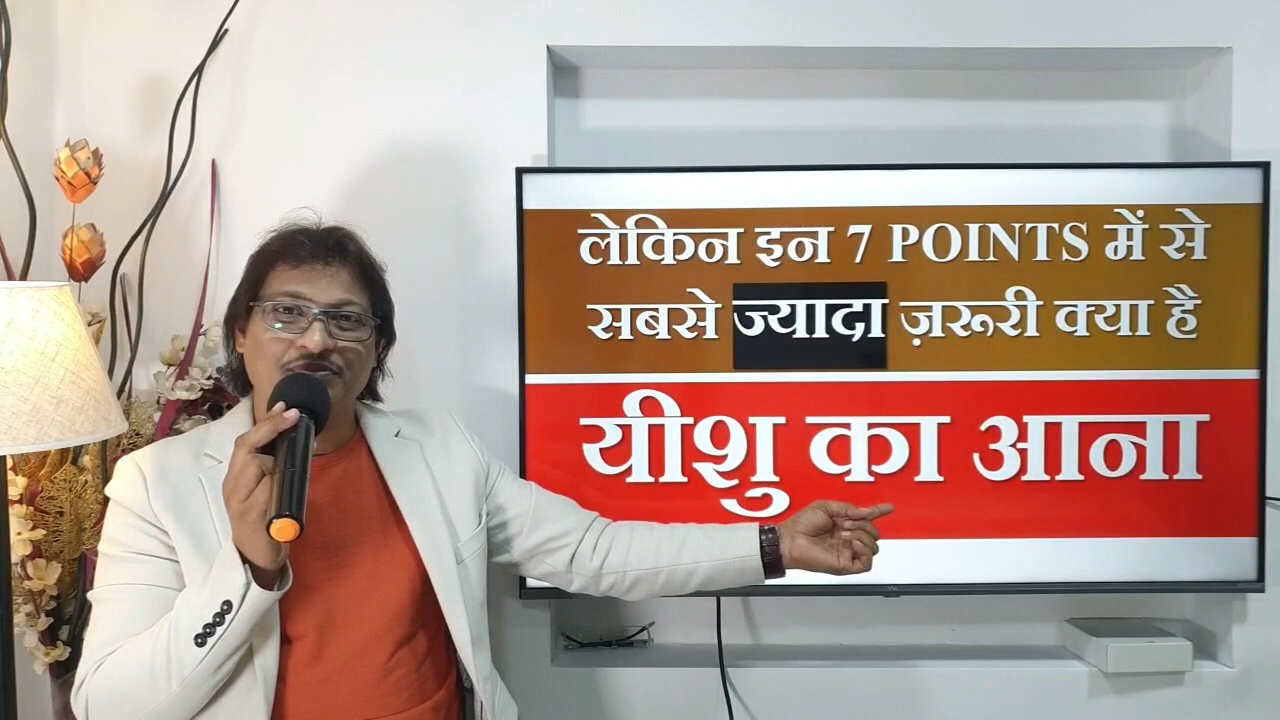 लेकिन इन 7 POINTS में से
सबसे ज्यादा ज़रूरी क्या है
यीशु का आना